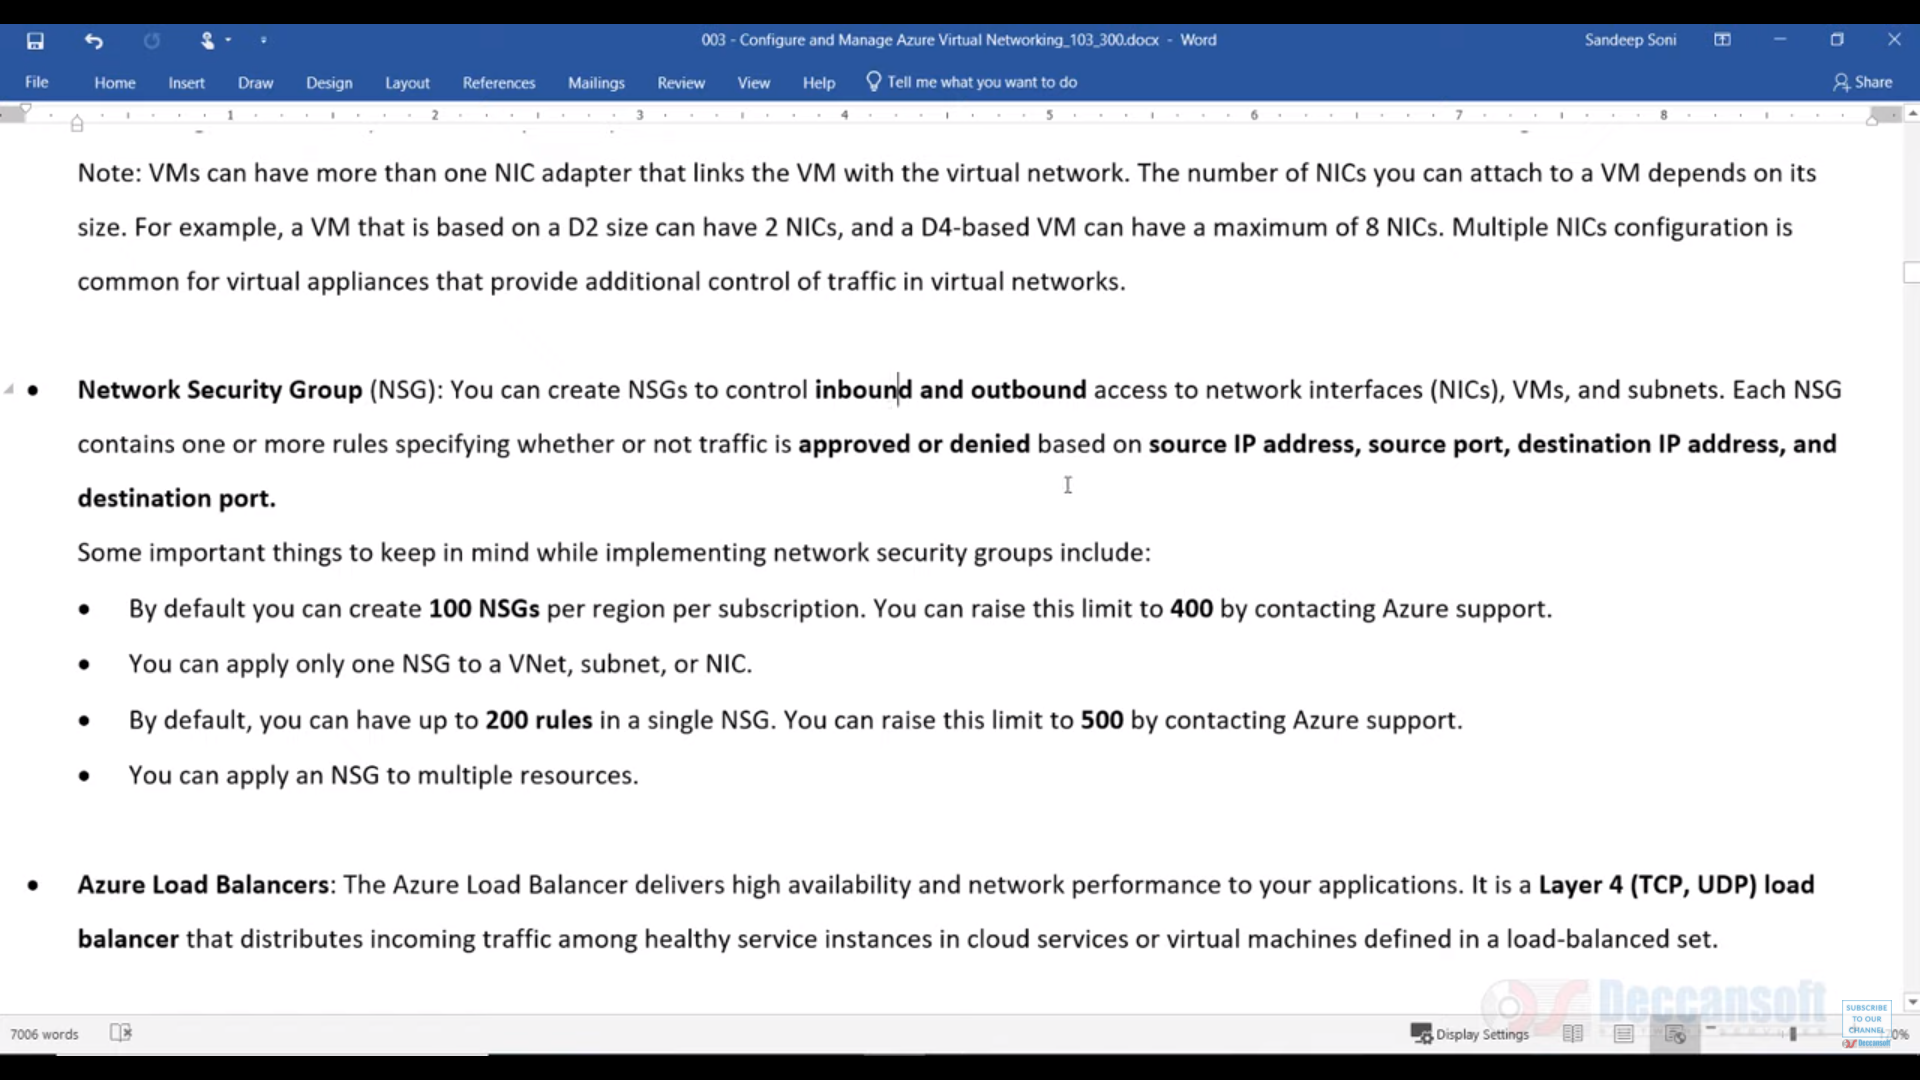 003 - Configure and Manage Azure Virtual Networking_103_300.docx - Word
Sandeep Soni
File Home Insert Draw Design Layout References Mailings Review View Help Tell me what you want to do Share
1 2 3 4 5 6 7 8
Note: VMs can have more than one NIC adapter that links the VM with the virtual network. The number of NICs you can attach to a VM depends on its
size. For example, a VM that is based on a D2 size can have 2 NICs, and a D4-based VM can have a maximum of 8 NICs. Multiple NICs configuration is
common for virtual appliances that provide additional control of traffic in virtual networks.
• Network Security Group (NSG): You can create NSGs to control inbound and outbound access to network interfaces (NICs), VMs, and subnets. Each NSG
contains one or more rules specifying whether or not traffic is approved or denied based on source IP address, source port, destination IP address, and
destination port.
Some important things to keep in mind while implementing network security groups include:
• By default you can create 100 NSGs per region per subscription. You can raise this limit to 400 by contacting Azure support.
• You can apply only one NSG to a VNet, subnet, or NIC.
• By default, you can have up to 200 rules in a single NSG. You can raise this limit to 500 by contacting Azure support.
• You can apply an NSG to multiple resources.
• Azure Load Balancers: The Azure Load Balancer delivers high availability and network performance to your applications. It is a Layer 4 (TCP, UDP) load
balancer that distributes incoming traffic among healthy service instances in cloud services or virtual machines defined in a load-balanced set.
Deccansoft
SUBSCRIBE
TO OUR
CHANNEL
Deccansoft
7006 words
Display Settings